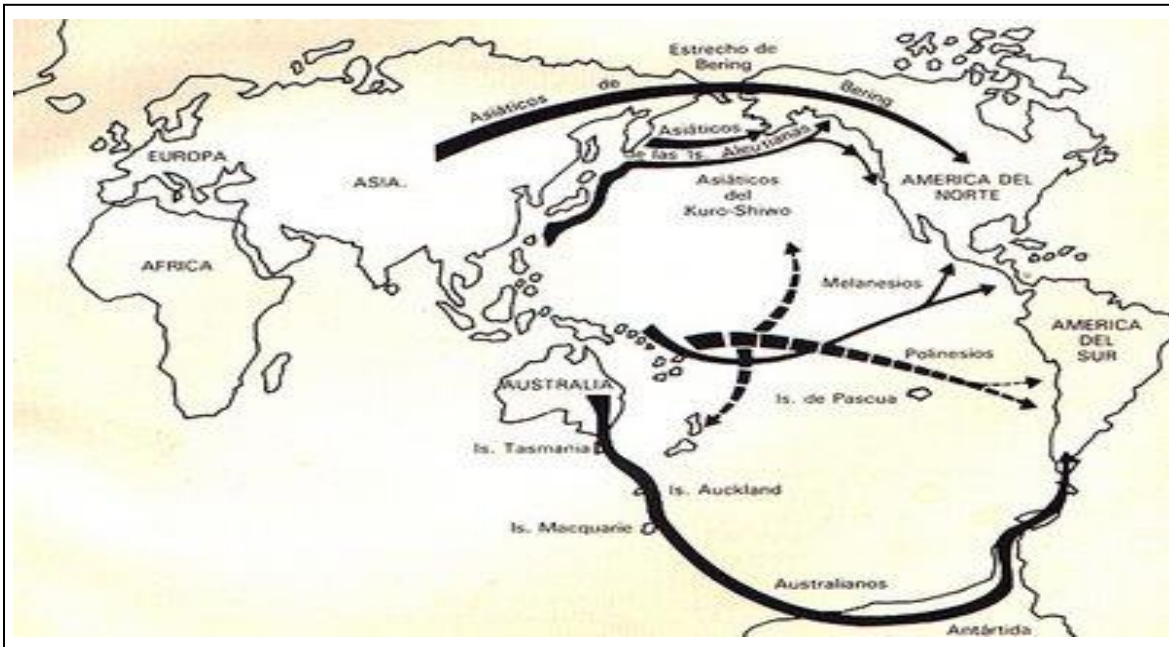 Estrecho de
Bering
Asiáticos de Bering
Asiáticos
de las Is. Aleutianas
EUROPA
ASIA.
Asiáticos
del
Kuro-Shiwo
AMERICA DEL
NORTE
AFRICA
Melanesios
AMERICA
DEL
SUR
Polinesios
AUSTRALIA
Is. de Pascua
Is. Tasmania
Is. Auckland
Is. Macquarie
Australianos
Antártida